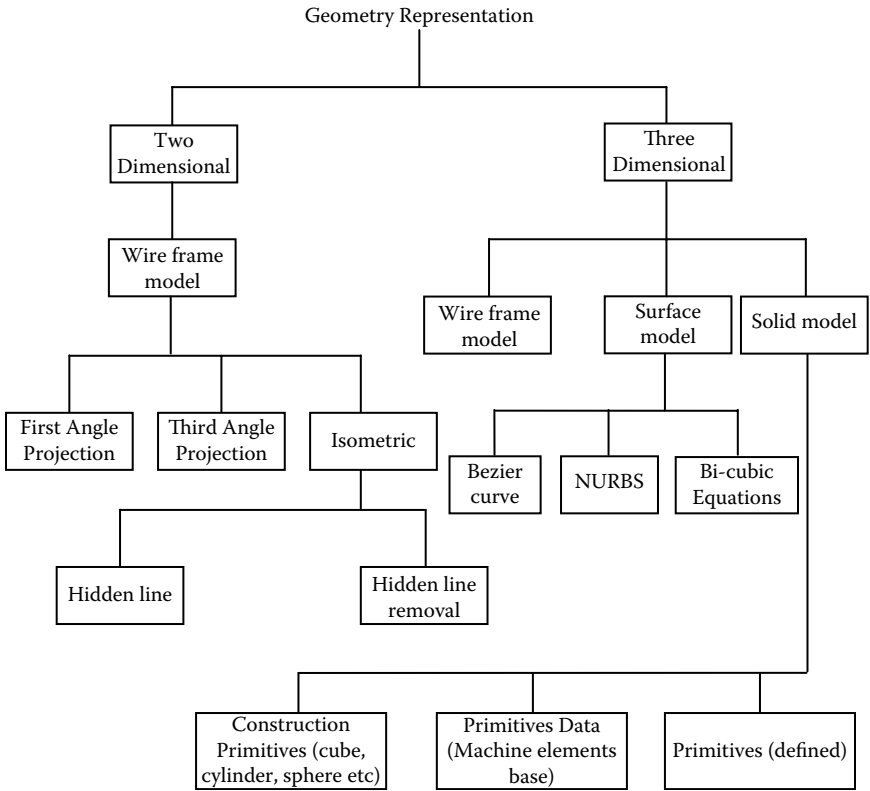 Geometry Representation
Two
Dimensional
Three
Dimensional
Wire frame
model
Wire frame
model
Surface
model
Solid model
First Angle
Projection
Third Angle
Projection
Isometric
Bezier
curve
NURBS
Bi-cubic
Equations
Hidden line
Hidden line
removal
Construction
Primitives (cube,
cylinder, sphere etc)
Primitives Data
(Machine elements
base)
Primitives (defined)